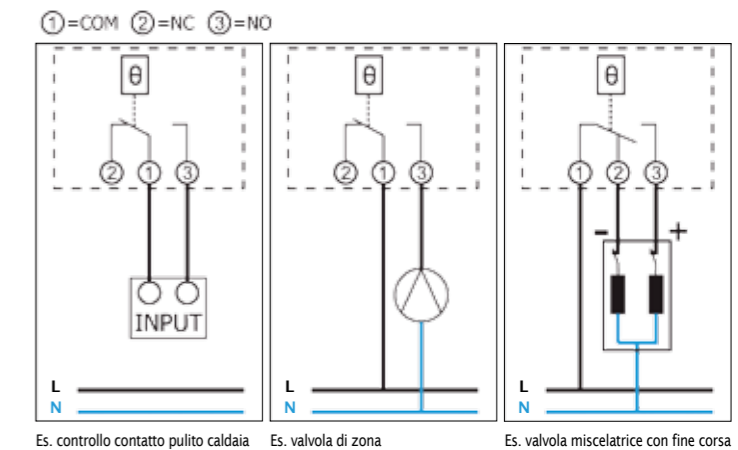 ①=COM ②=NC ③=NO
θ
② ① ③
INPUT
L
N
Es. controllo contatto pulito caldaia
θ
② ① ③
L
N
Es. valvola di zona
θ
① ② ③
- +
L
N
Es. valvola miscelatrice con fine corsa